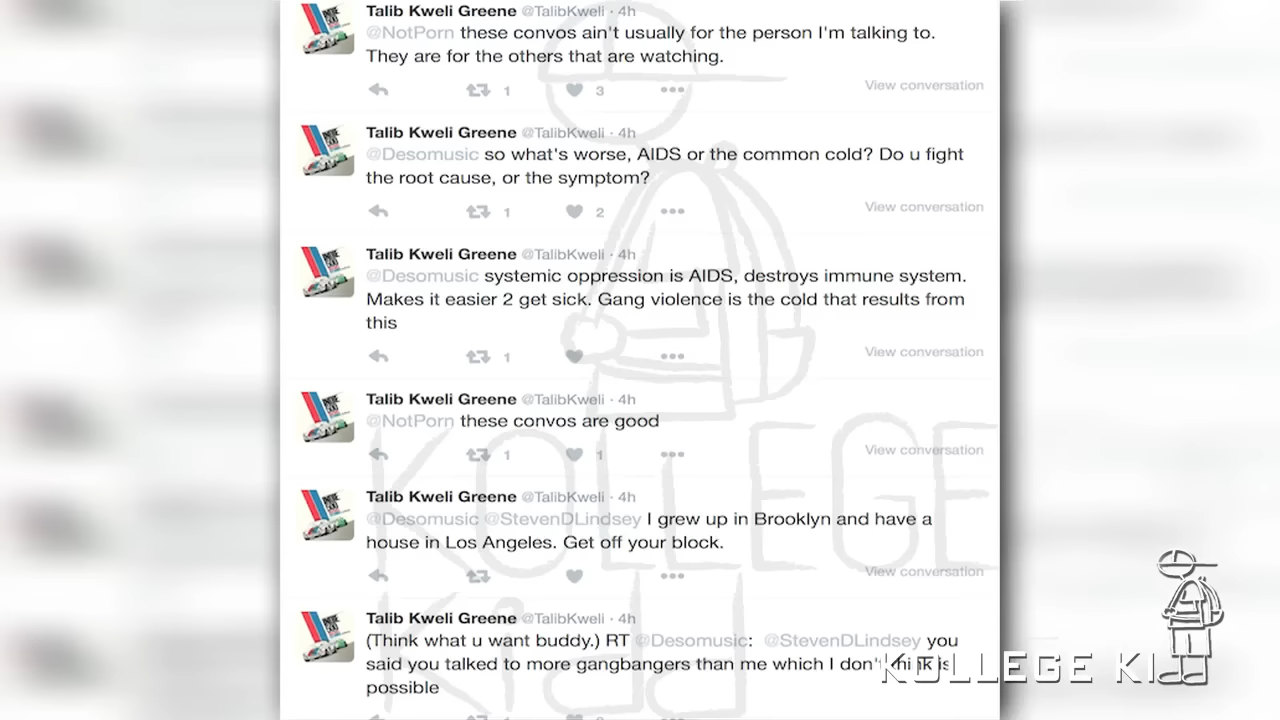 Talib Kweli Greene @TalibKweli · 4h
@NotPorn these convos ain't usually for the person I'm talking to.
They are for the others that are watching.
1 3 View conversation
Talib Kweli Greene @TalibKweli · 4h
@Desomusic so what's worse, AIDS or the common cold? Do u fight
the root cause, or the symptom?
1 2 View conversation
Talib Kweli Greene @TalibKweli · 4h
@Desomusic systemic oppression is AIDS, destroys immune system.
Makes it easier 2 get sick. Gang violence is the cold that results from
this
1 View conversation
Talib Kweli Greene @TalibKweli · 4h
@NotPorn these convos are good
1 1 View conversation
Talib Kweli Greene @TalibKweli · 4h
@Desomusic @StevenDLindsey I grew up in Brooklyn and have a
house in Los Angeles. Get off your block.
View conversation
Talib Kweli Greene @TalibKweli · 4h
(Think what u want buddy.) RT @Desomusic: @StevenDLindsey you
said you talked to more gangbangers than me which I don't think is
possible
KOLLEGE
Kidd
KOLLEGE KIDD